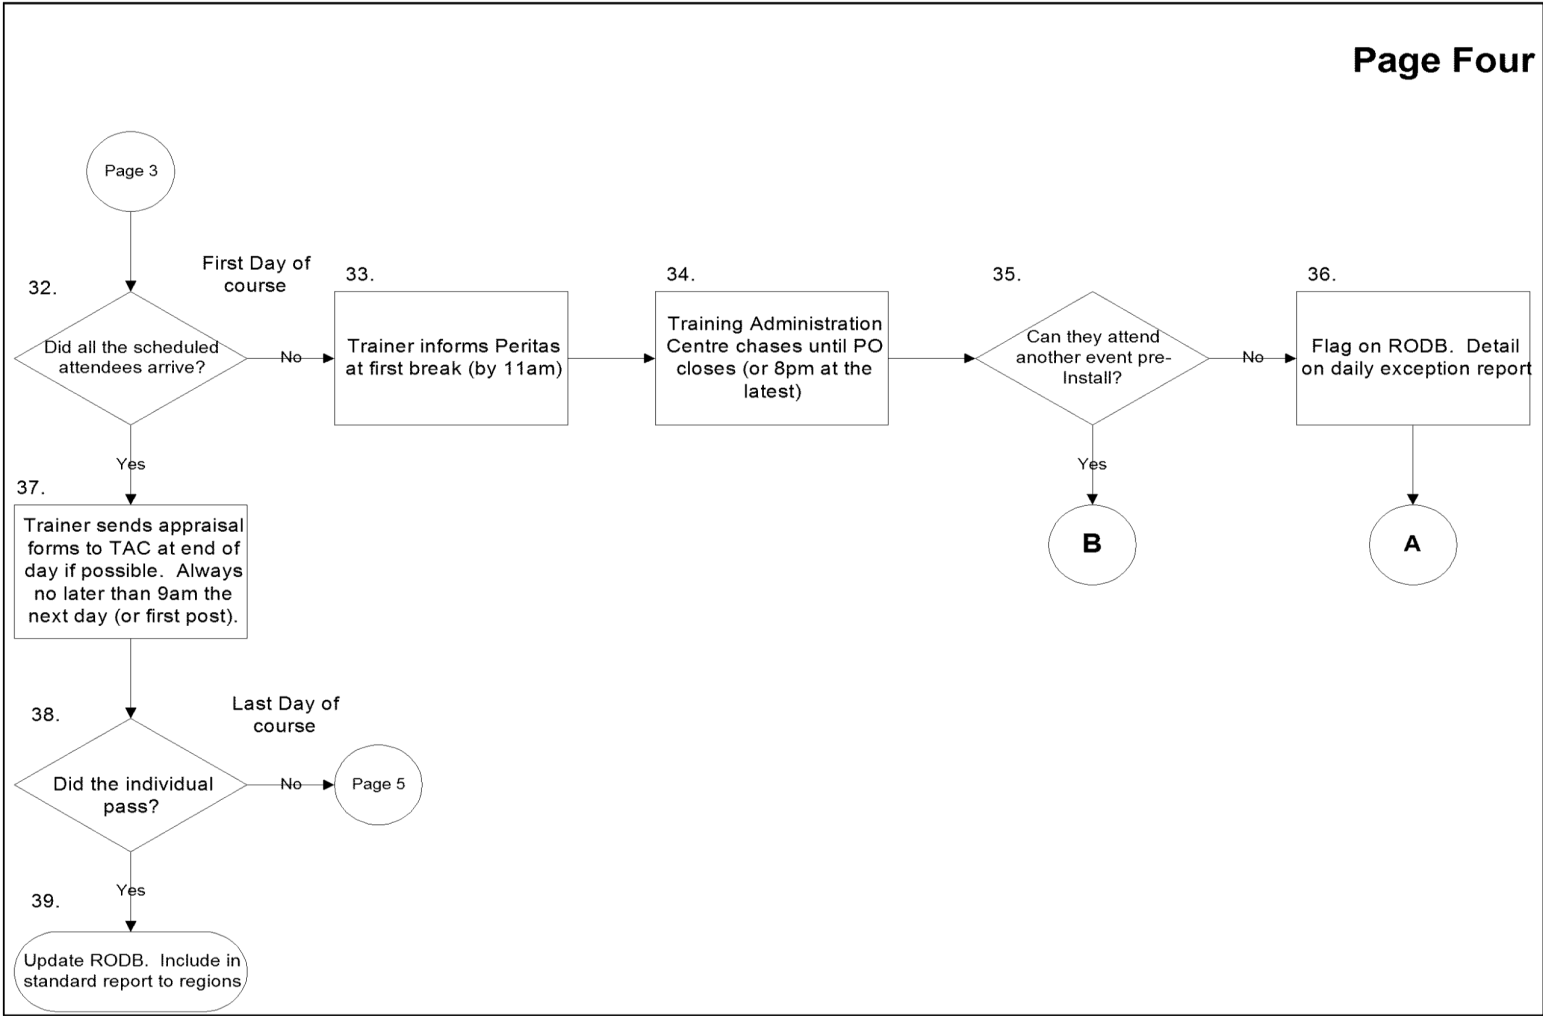 Page Four
Page 3
First Day of
course
32.
Did all the scheduled
attendees arrive?
No
33.
Trainer informs Peritas
at first break (by 11am)
34.
Training Administration
Centre chases until PO
closes (or 8pm at the
latest)
35.
Can they attend
another event pre-
Install?
No
36.
Flag on RODB.  Detail
on daily exception report
Yes
Yes
B
A
37.
Trainer sends appraisal
forms to TAC at end of
day if possible.  Always
no later than 9am the
next day (or first post).
Last Day of
course
38.
Did the individual
pass?
No
Page 5
Yes
39.
Update RODB.  Include in
standard report to regions